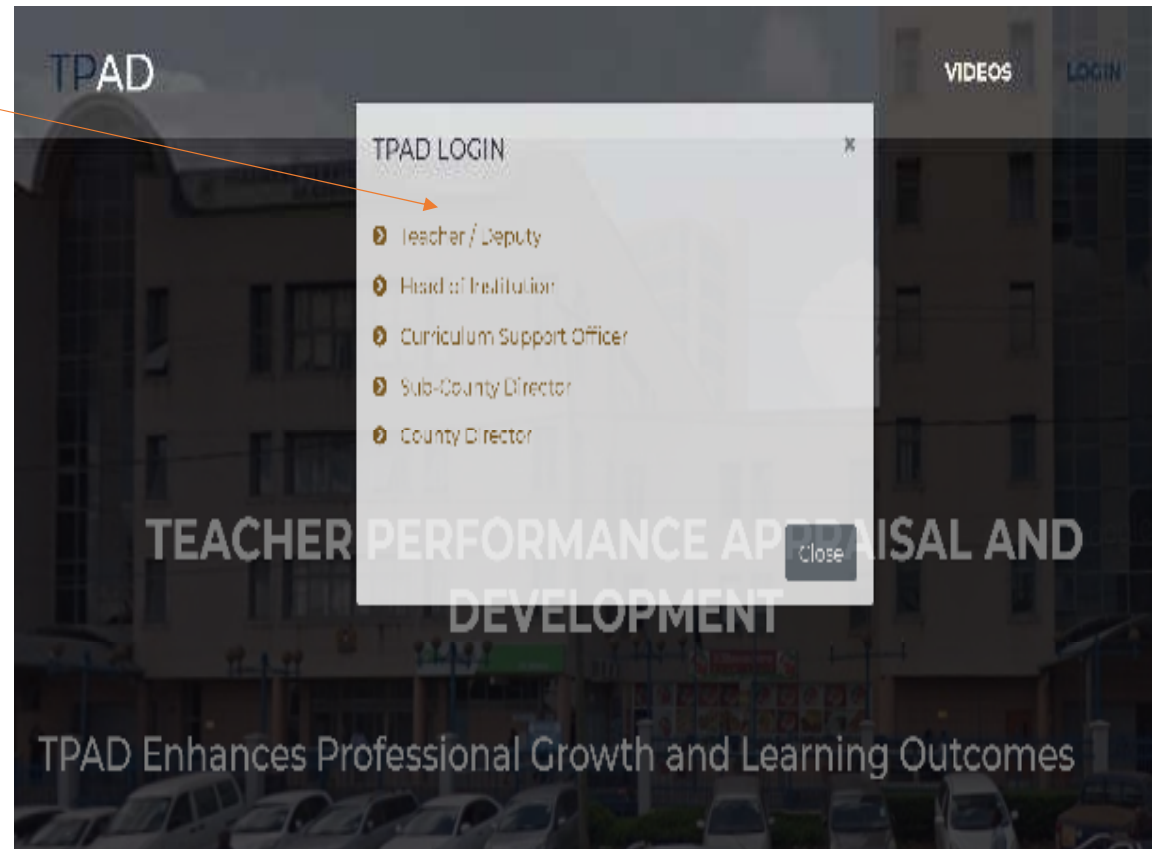 TPAD
VIDEOS
LOGIN
TPAD LOGIN
x
Teacher / Deputy
Head of Institution
Curriculum Support Officer
Sub-County Director
County Director
Close
TEACHER PERFORMANCE APPRAISAL AND
DEVELOPMENT
TPAD Enhances Professional Growth and Learning Outcomes